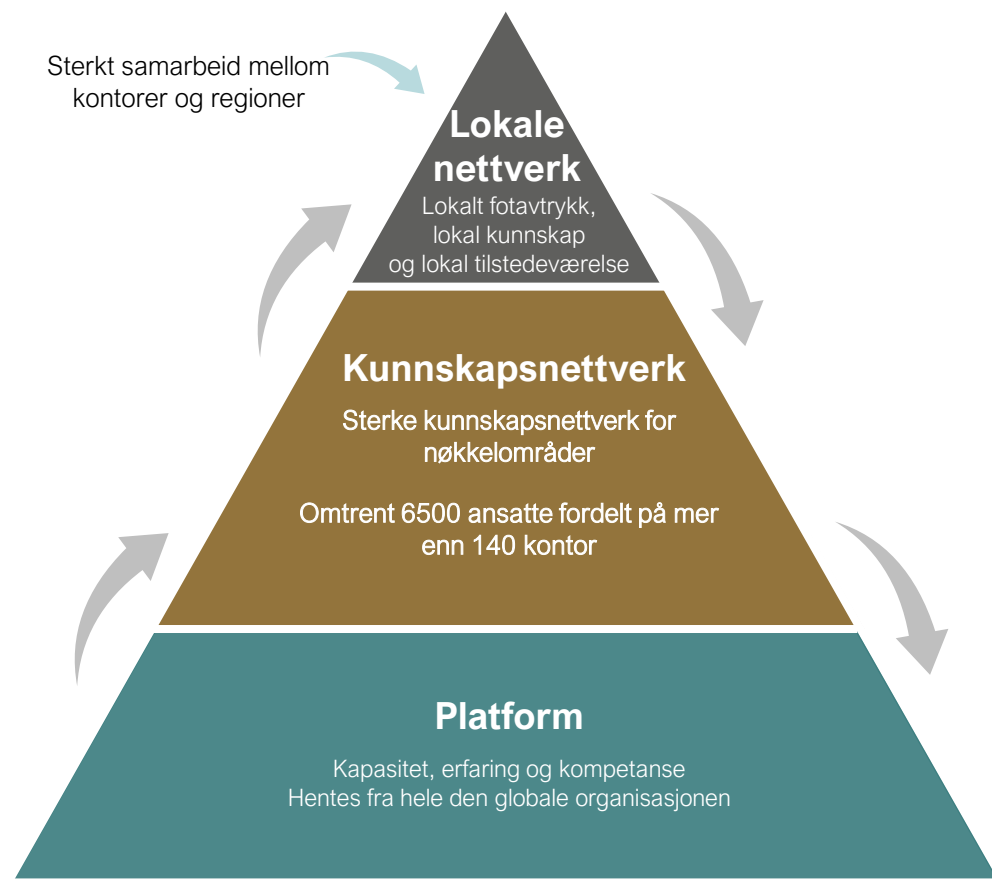 Sterkt samarbeid mellom
kontorer og regioner
Lokale
nettverk
Lokalt fotavtrykk,
lokal kunnskap
og lokal tilstedeværelse
Kunnskapsnettverk
Sterke kunnskapsnettverk for
nøkkelområder
Omtrent 6500 ansatte fordelt på mer
enn 140 kontor
Platform
Kapasitet, erfaring og kompetanse
Hentes fra hele den globale organisasjonen